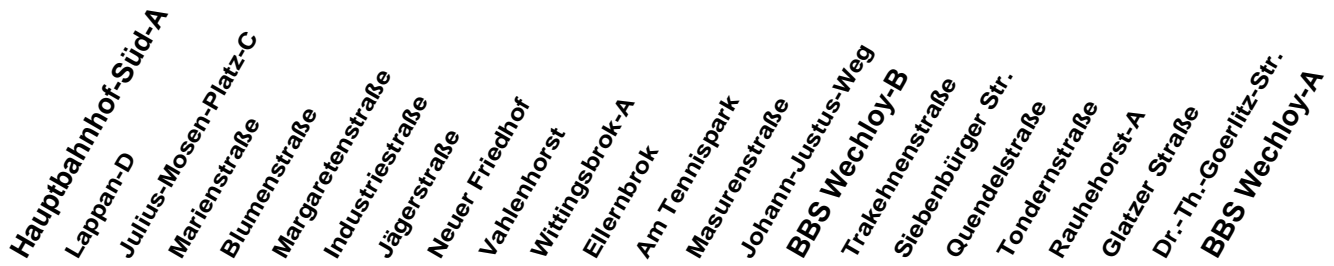 Hauptbahnhof-Süd-A
Lappan-D
Julius-Mosen-Platz-C
Marienstraße
Blumenstraße
Margaretenstraße
Industriestraße
Jägerstraße
Neuer Friedhof
Vahlenhorst
Wittingsbrok-A
Ellernbrok
Am Tennispark
Masurenstraße
Johann-Justus-Weg
BBS Wechloy-B
Trakehnenstraße
Siebenbürger Str.
Quendelstraße
Tondernstraße
Rauhehorst-A
Glatzer Straße
Dr.-Th.-Goerlitz-Str.
BBS Wechloy-A